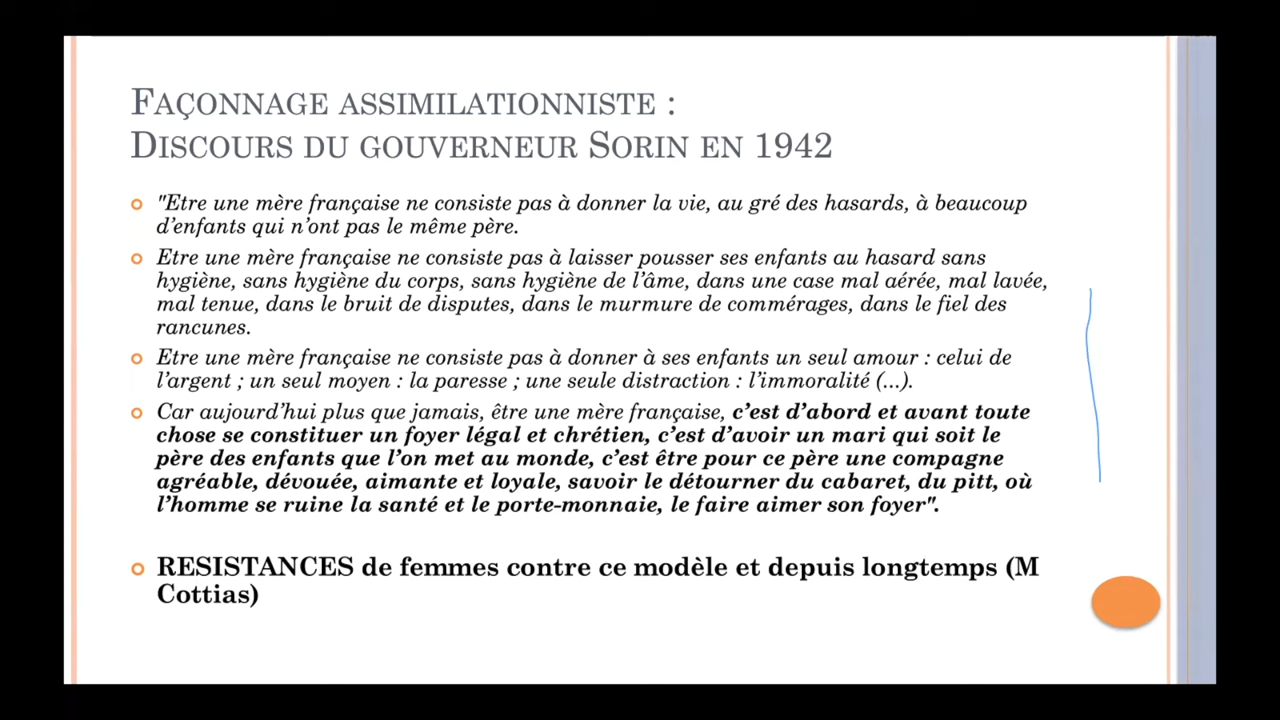 FAÇONNAGE ASSIMILATIONNISTE :
DISCOURS DU GOUVERNEUR SORIN EN 1942
"Etre une mère française ne consiste pas à donner la vie, au gré des hasards, à beaucoup
d'enfants qui n'ont pas le même père.
Etre une mère française ne consiste pas à laisser pousser ses enfants au hasard sans
hygiène, sans hygiène du corps, sans hygiène de l'âme, dans une case mal aérée, mal lavée,
mal tenue, dans le bruit de disputes, dans le murmure de commérages, dans le fiel des
rancunes.
Etre une mère française ne consiste pas à donner à ses enfants un seul amour : celui de
l'argent ; un seul moyen : la paresse ; une seule distraction : l'immoralité (...).
Car aujourd'hui plus que jamais, être une mère française, c'est d'abord et avant toute
chose se constituer un foyer légal et chrétien, c'est d'avoir un mari qui soit le
père des enfants que l'on met au monde, c'est être pour ce père une compagne
agréable, dévouée, aimante et loyale, savoir le détourner du cabaret, du pitt, où
l'homme se ruine la santé et le porte-monnaie, le faire aimer son foyer".
RESISTANCES de femmes contre ce modèle et depuis longtemps (M
Cottias)